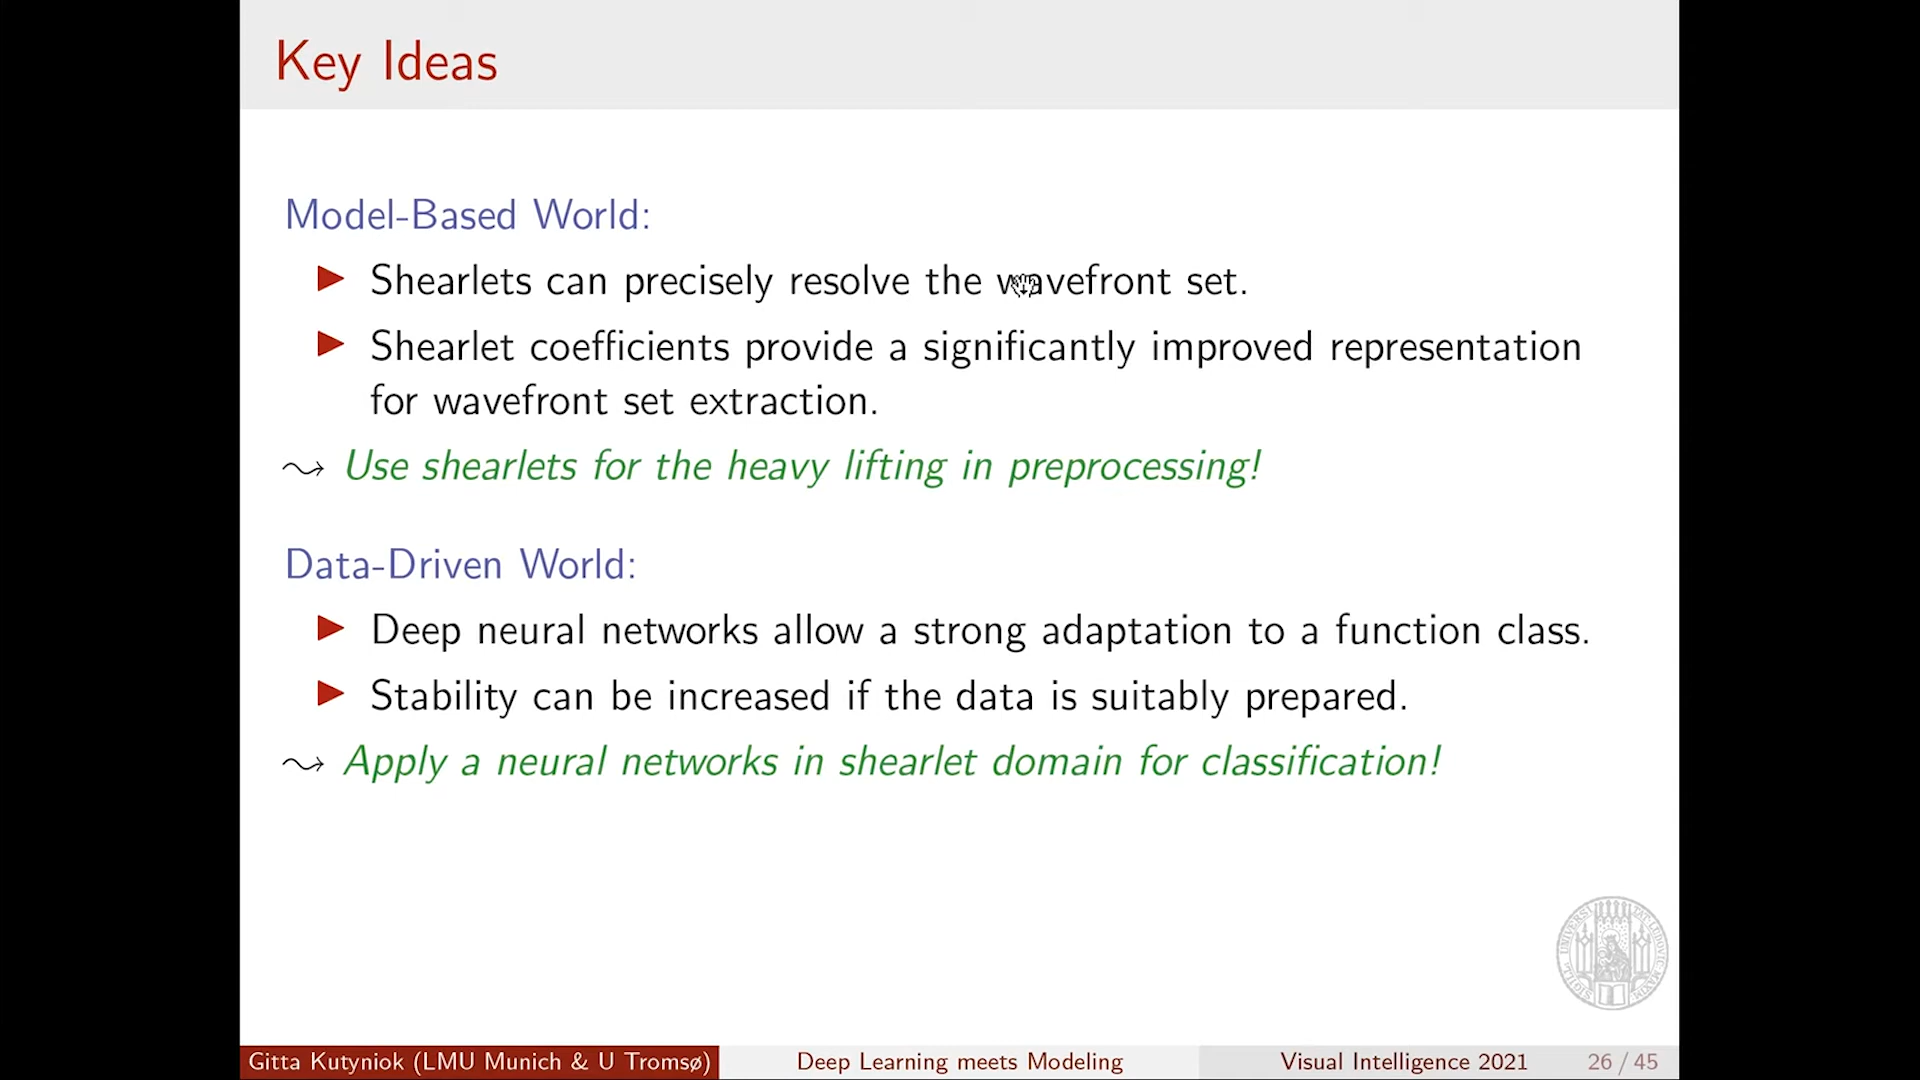 Key Ideas
Model-Based World:
Shearlets can precisely resolve the wavefront set.
Shearlet coefficients provide a significantly improved representation
for wavefront set extraction.
⇝ Use shearlets for the heavy lifting in preprocessing!
Data-Driven World:
Deep neural networks allow a strong adaptation to a function class.
Stability can be increased if the data is suitably prepared.
⇝ Apply a neural networks in shearlet domain for classification!
Gitta Kutyniok (LMU Munich & U Tromsø) Deep Learning meets Modeling Visual Intelligence 2021 26 / 45